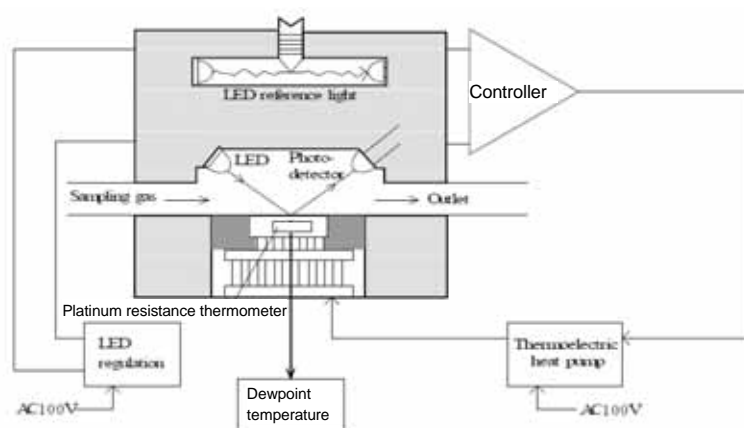 LED reference light
Controller
LED
Photo-
detector
Sampling gas
Outlet
Platinum resistance thermometer
LED
regulation
Thermoelectric
heat pump
AC100V
Dewpoint
temperature
AC100V